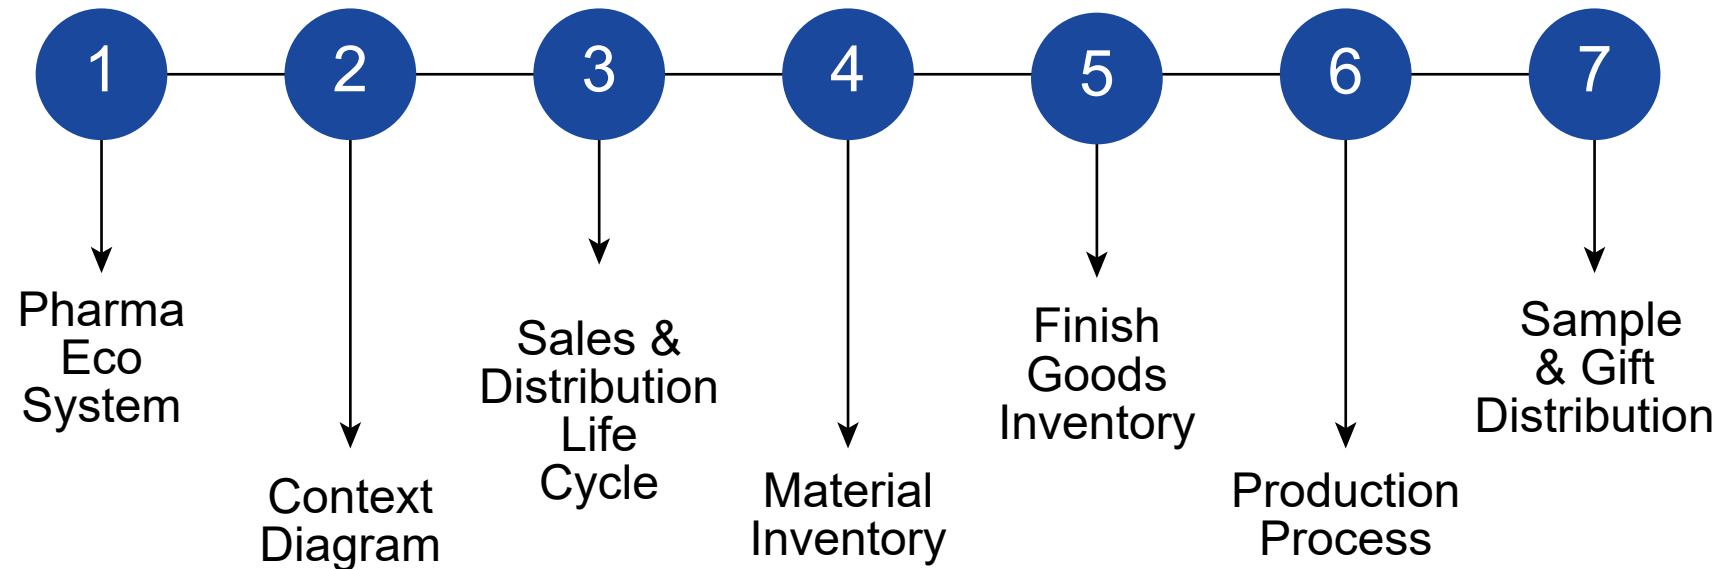 1
2
3
4
5
6
7
Pharma
Eco
System
Context
Diagram
Sales &
Distribution
Life
Cycle
Material
Inventory
Finish
Goods
Inventory
Production
Process
Sample
& Gift
Distribution